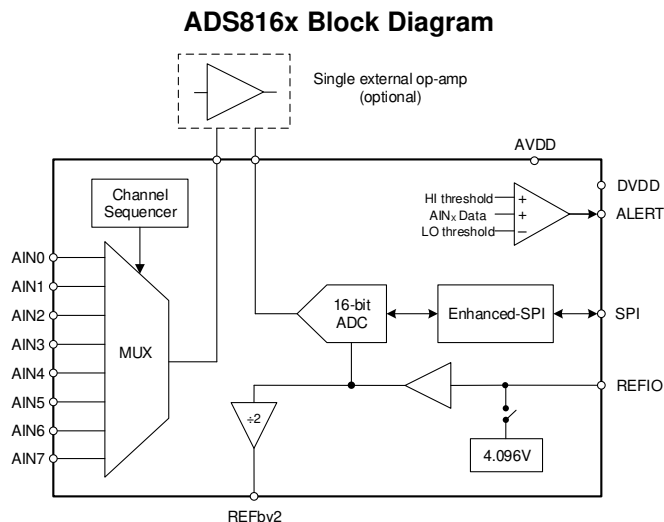 ADS816x Block Diagram
Single external op-amp
(optional)
AVDD
Channel
Sequencer
DVDD
HI threshold
+
ALERT
AINx Data
+
LO threshold
−
AIN0
AIN1
AIN2
AIN3
AIN4
AIN5
AIN6
AIN7
MUX
16-bit
ADC
Enhanced-SPI
SPI
REFIO
÷2
4.096V
REFby2